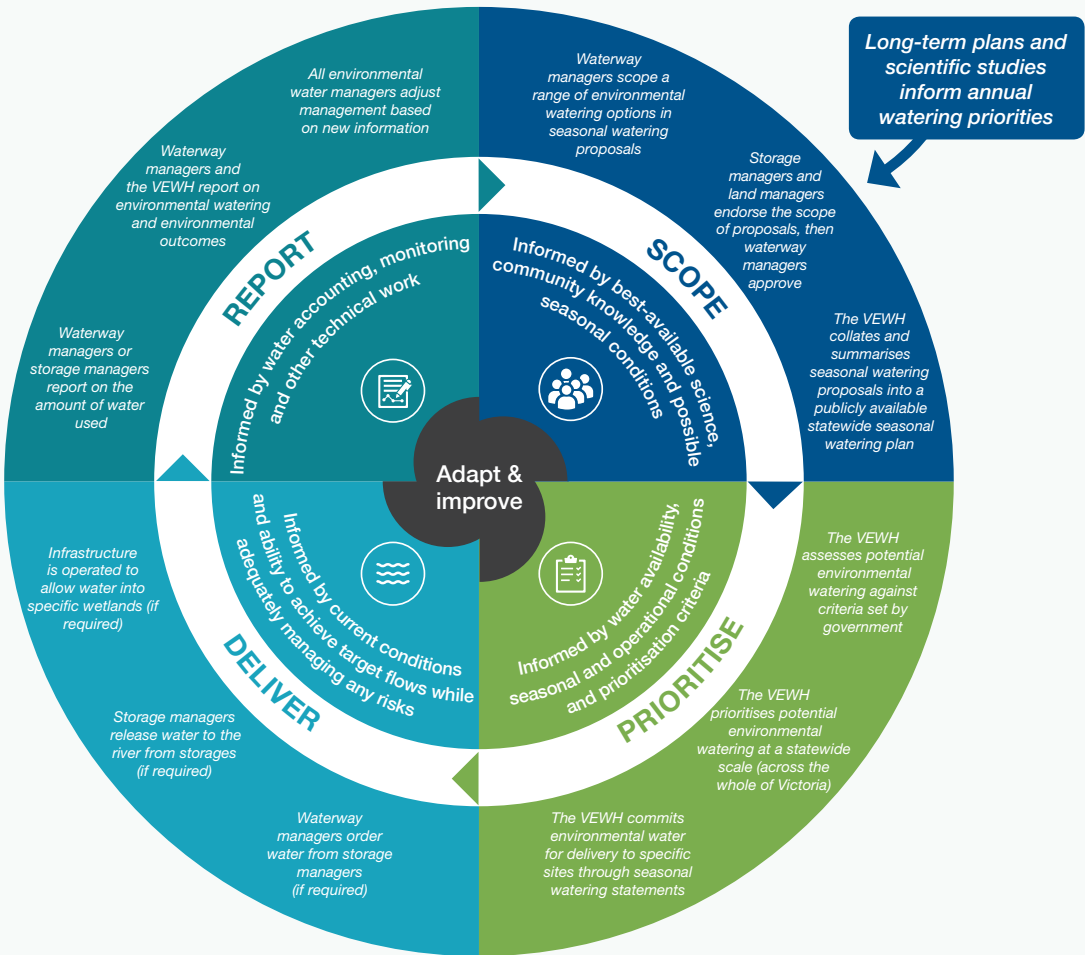 Long-term plans and
scientific studies
inform annual
watering priorities
SCOPE
Informed by best-available science,
community knowledge and possible
seasonal conditions
Waterway
managers scope a
range of environmental
watering options in
seasonal watering
proposals
Storage
managers and
land managers
endorse the scope
of proposals, then
waterway
managers
approve
The VEWH
collates and
summarises
seasonal watering
proposals into a
publicly available
statewide seasonal
watering plan
PRIORITISE
Informed by water availability,
seasonal and operational conditions
and prioritisation criteria
The VEWH
assesses potential
environmental
watering against
criteria set by
government
The VEWH
prioritises potential
environmental
watering at a statewide
scale (across the
whole of Victoria)
The VEWH commits
environmental water
for delivery to specific
sites through seasonal
watering statements
DELIVER
Informed by current conditions
and ability to achieve target flows while
adequately managing any risks
Waterway
managers order
water from storage
managers
(if required)
Storage managers
release water to the
river from storages
(if required)
Infrastructure
is operated to
allow water into
specific wetlands (if
required)
REPORT
Informed by water accounting, monitoring
and other technical work
Waterway
managers or
storage managers
report on the
amount of water
used
Waterway
managers and
the VEWH report on
environmental watering
and environmental
outcomes
All environmental
water managers adjust
management based
on new information
Adapt &
improve